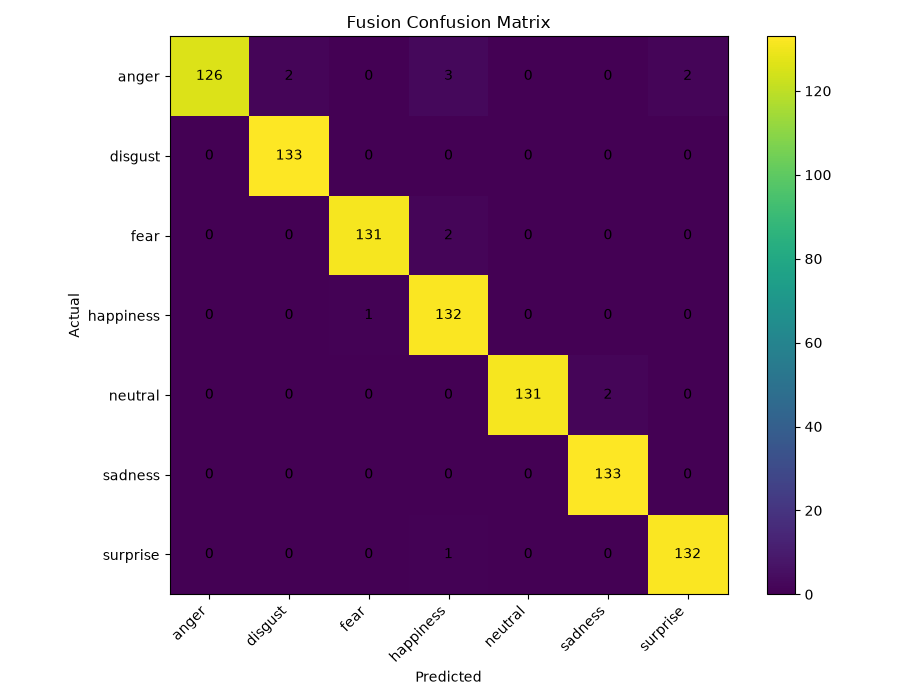 Fusion Confusion Matrix
anger 126 2 0 3 0 0 2
disgust 0 133 0 0 0 0 0
fear 0 0 131 2 0 0 0
happiness 0 0 1 132 0 0 0
neutral 0 0 0 0 131 2 0
sadness 0 0 0 0 0 133 0
surprise 0 0 0 1 0 0 132
Actual
anger disgust fear happiness neutral sadness surprise
Predicted
120
100
80
60
40
20
0